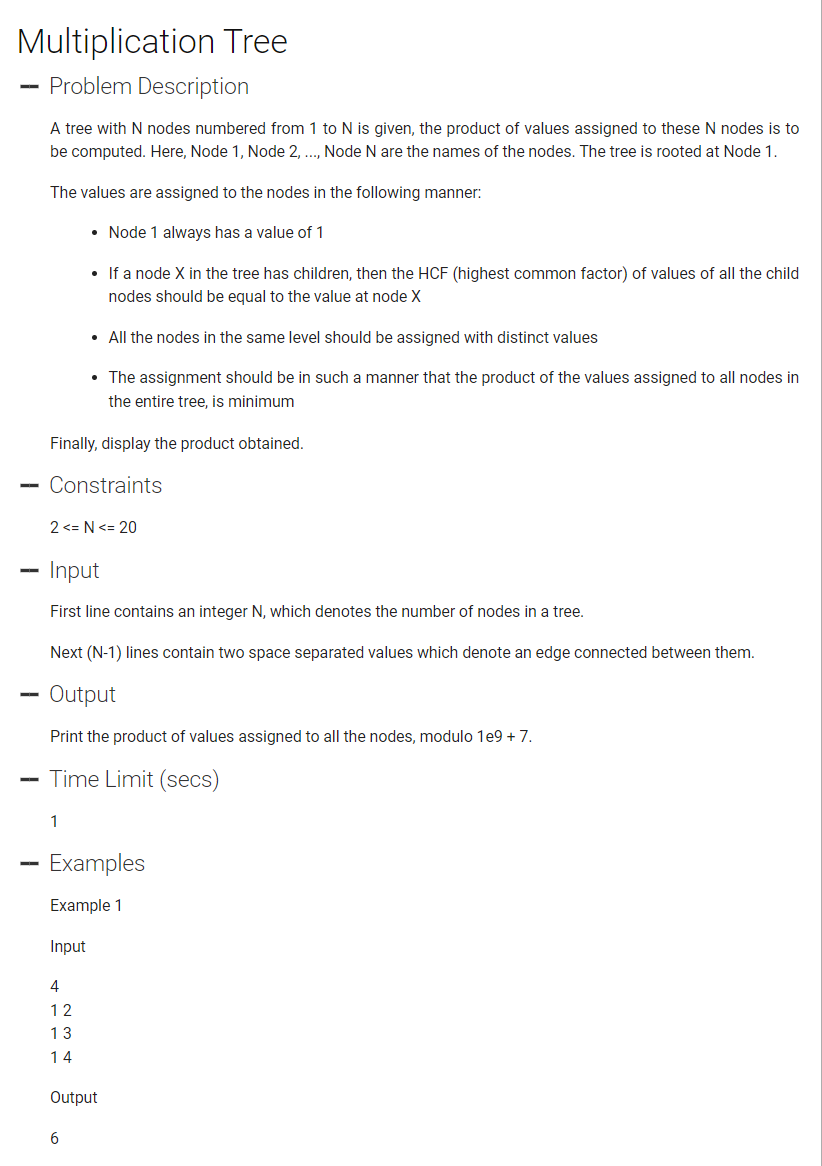 Multiplication Tree
Problem Description
A tree with N nodes numbered from 1 to N is given, the product of values assigned to these N nodes is to
be computed. Here, Node 1, Node 2, ..., Node N are the names of the nodes. The tree is rooted at Node 1.
The values are assigned to the nodes in the following manner:
• Node 1 always has a value of 1
• If a node X in the tree has children, then the HCF (highest common factor) of values of all the child
nodes should be equal to the value at node X
• All the nodes in the same level should be assigned with distinct values
• The assignment should be in such a manner that the product of the values assigned to all nodes in
the entire tree, is minimum
Finally, display the product obtained.
Constraints
2 <= N <= 20
Input
First line contains an integer N, which denotes the number of nodes in a tree.
Next (N-1) lines contain two space separated values which denote an edge connected between them.
Output
Print the product of values assigned to all the nodes, modulo 1e9 + 7.
Time Limit (secs)
1
Examples
Example 1
Input
4
1 2
1 3
1 4
Output
6